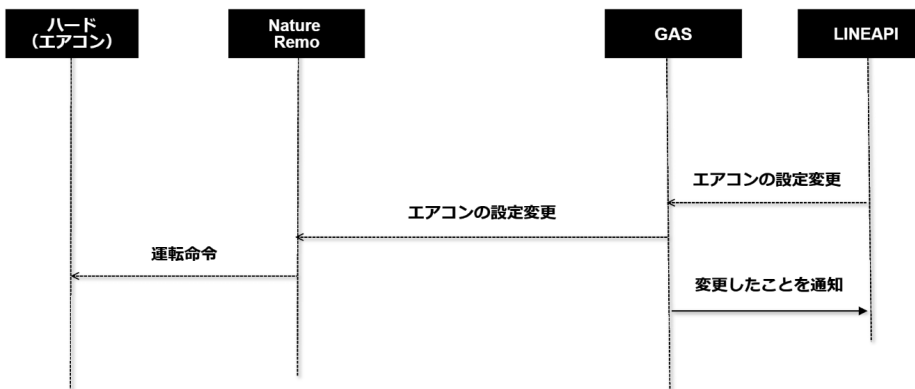 ハード
（エアコン）
Nature
Remo
GAS
LINEAPI
エアコンの設定変更
エアコンの設定変更
運転命令
変更したことを通知